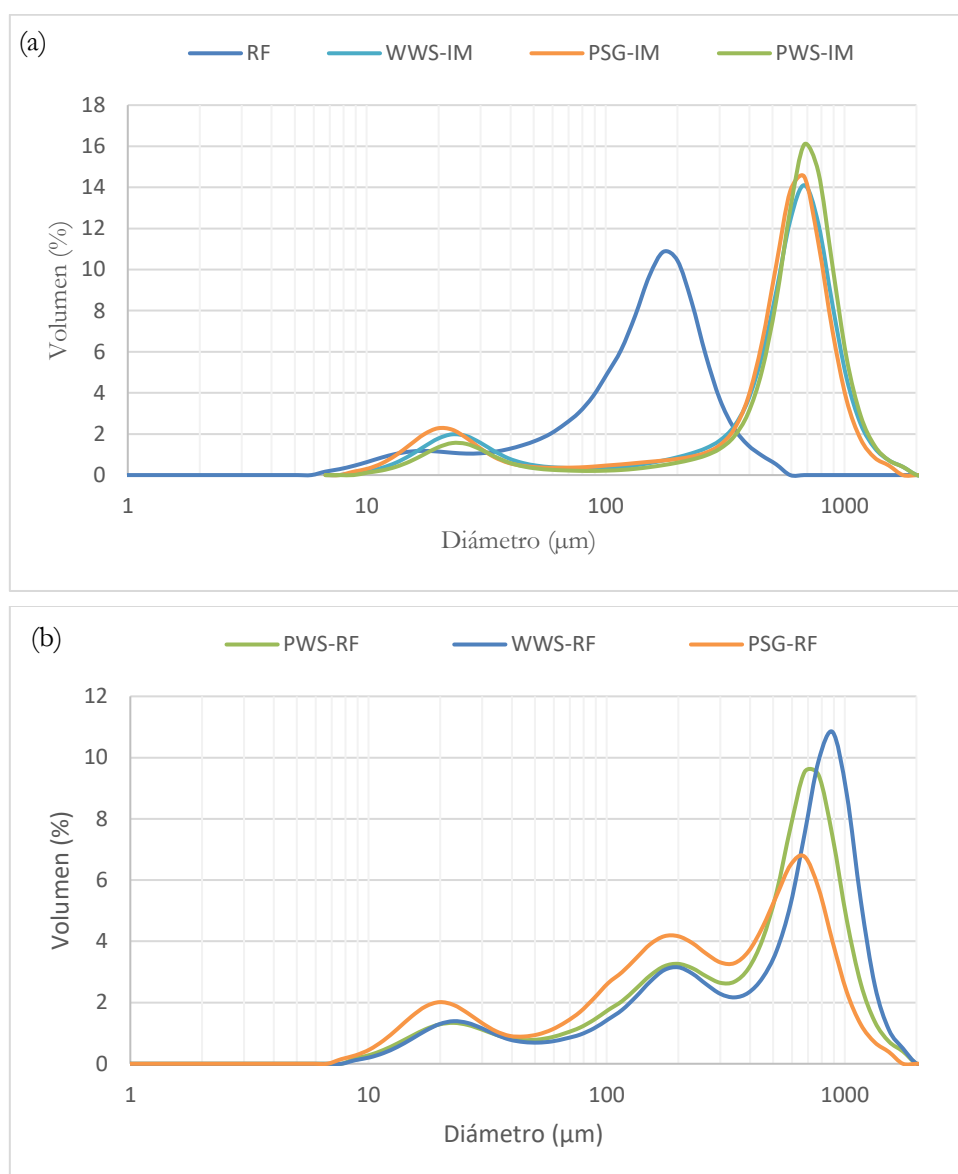 (a)
RF WWS-IM PSG-IM PWS-IM
18
16
14
12
10
8
6
4
2
0
Volumen (%)
1 10 100 1000
Diámetro (µm)
(b)
PWS-RF WWS-RF PSG-RF
12
10
8
6
4
2
0
Volumen (%)
1 10 100 1000
Diámetro (µm)